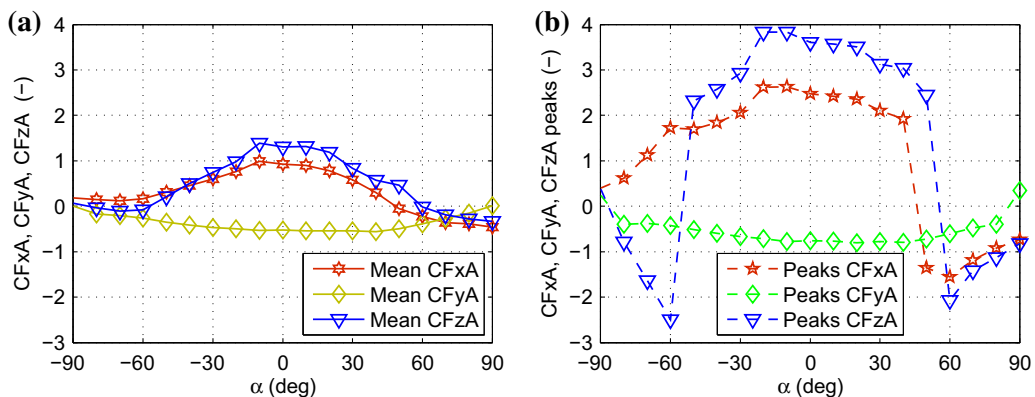 (a)
CFxA, CFyA, CFzA (−)
4
3
2
1
0
−1
−2
−3
−90
−60
−30
0
30
60
90
α (deg)
Mean CFxA
Mean CFyA
Mean CFzA
(b)
CFxA, CFyA, CFzA peaks (−)
4
3
2
1
0
−1
−2
−3
−90
−60
−30
0
30
60
90
α (deg)
Peaks CFxA
Peaks CFyA
Peaks CFzA